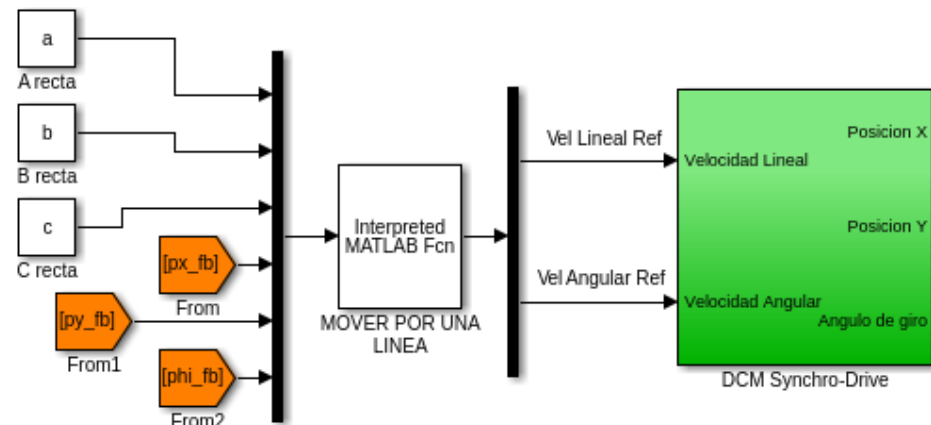 a
A recta
b
B recta
c
C recta
[px_fb]
From
[py_fb]
From1
[phi_fb]
From2
Interpreted
MATLAB Fcn
MOVER POR UNA
LINEA
Vel Lineal Ref
Vel Angular Ref
Posicion X
Velocidad Lineal
Posicion Y
Velocidad Angular
Angulo de giro
DCM Synchro-Drive